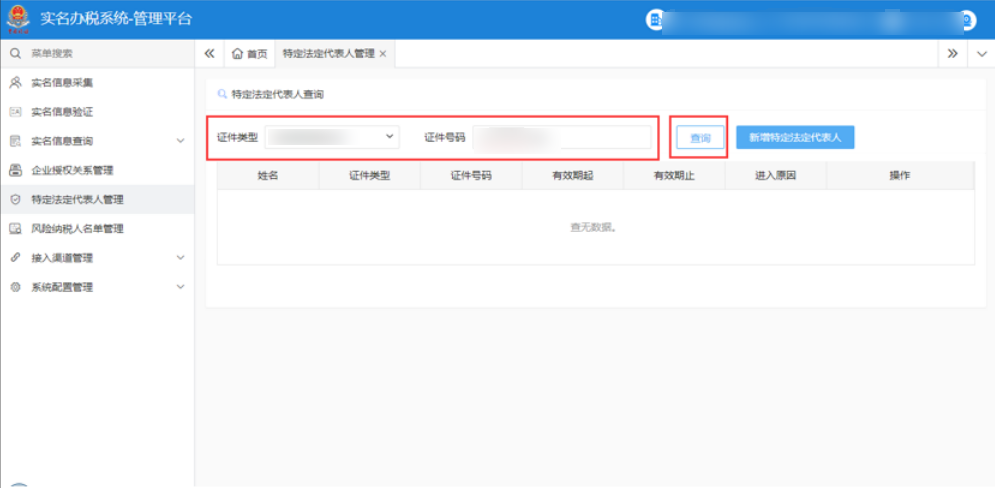 实名办税系统-管理平台
菜单搜索
首页
特定法定代表人管理 ×
实名信息采集
实名信息验证
实名信息查询
企业授权关系管理
特定法定代表人管理
风险纳税人名单管理
接入渠道管理
系统配置管理
特定法定代表人查询
证件类型 证件号码 查询 新增特定法定代表人
姓名 证件类型 证件号码 有效期起 有效期止 进入原因 操作
查无数据。